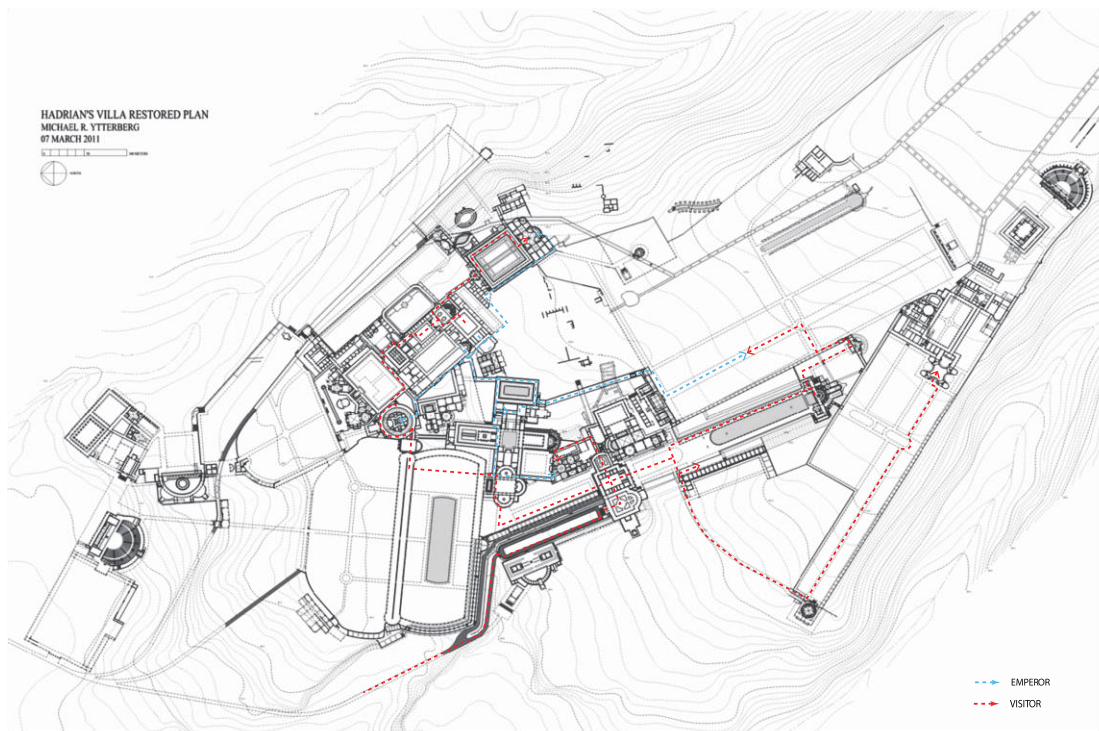 HADRIAN'S VILLA RESTORED PLAN
MICHAEL R. YTTERBERG
07 MARCH 2011
EMPEROR
VISITOR